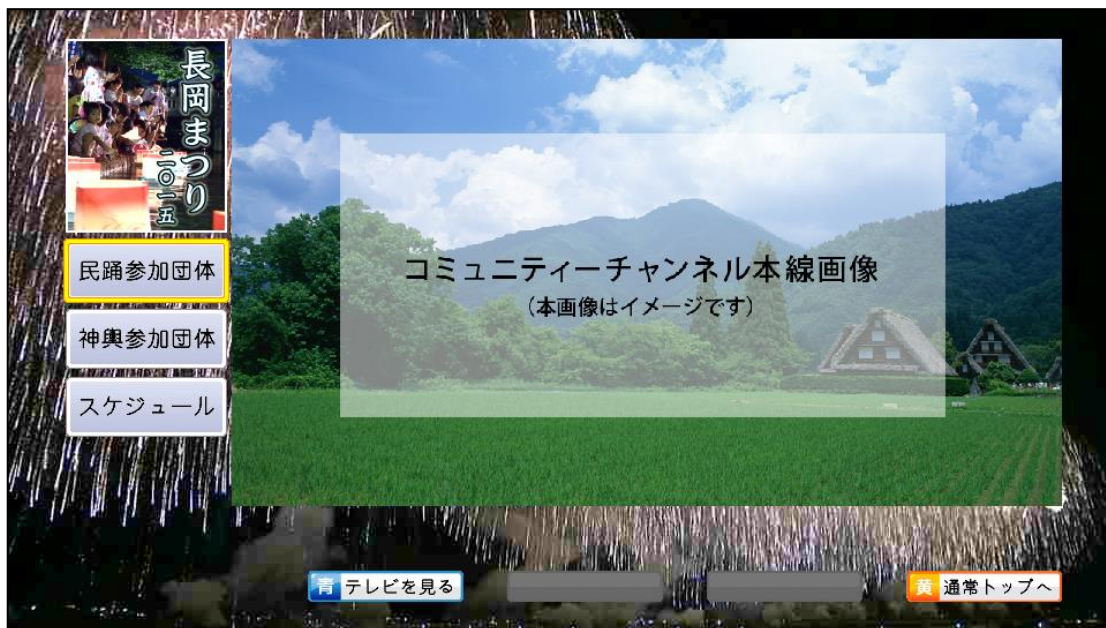 長岡まつり
二〇一五
民踊参加団体
神輿参加団体
スケジュール
コミュニティーチャンネル本線画像
（本画像はイメージです）
青 テレビを見る
黄 通常トップへ